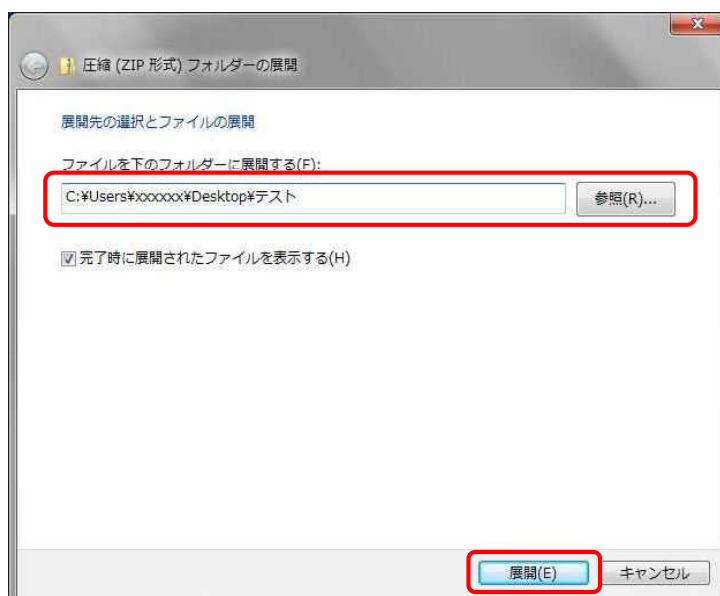 圧縮 (ZIP 形式) フォルダーの展開
展開先の選択とファイルの展開
ファイルを下のフォルダーに展開する(F):
C:¥Users¥xxxxxx¥Desktop¥テスト
参照(R)...
完了時に展開されたファイルを表示する(H)
展開(E)
キャンセル